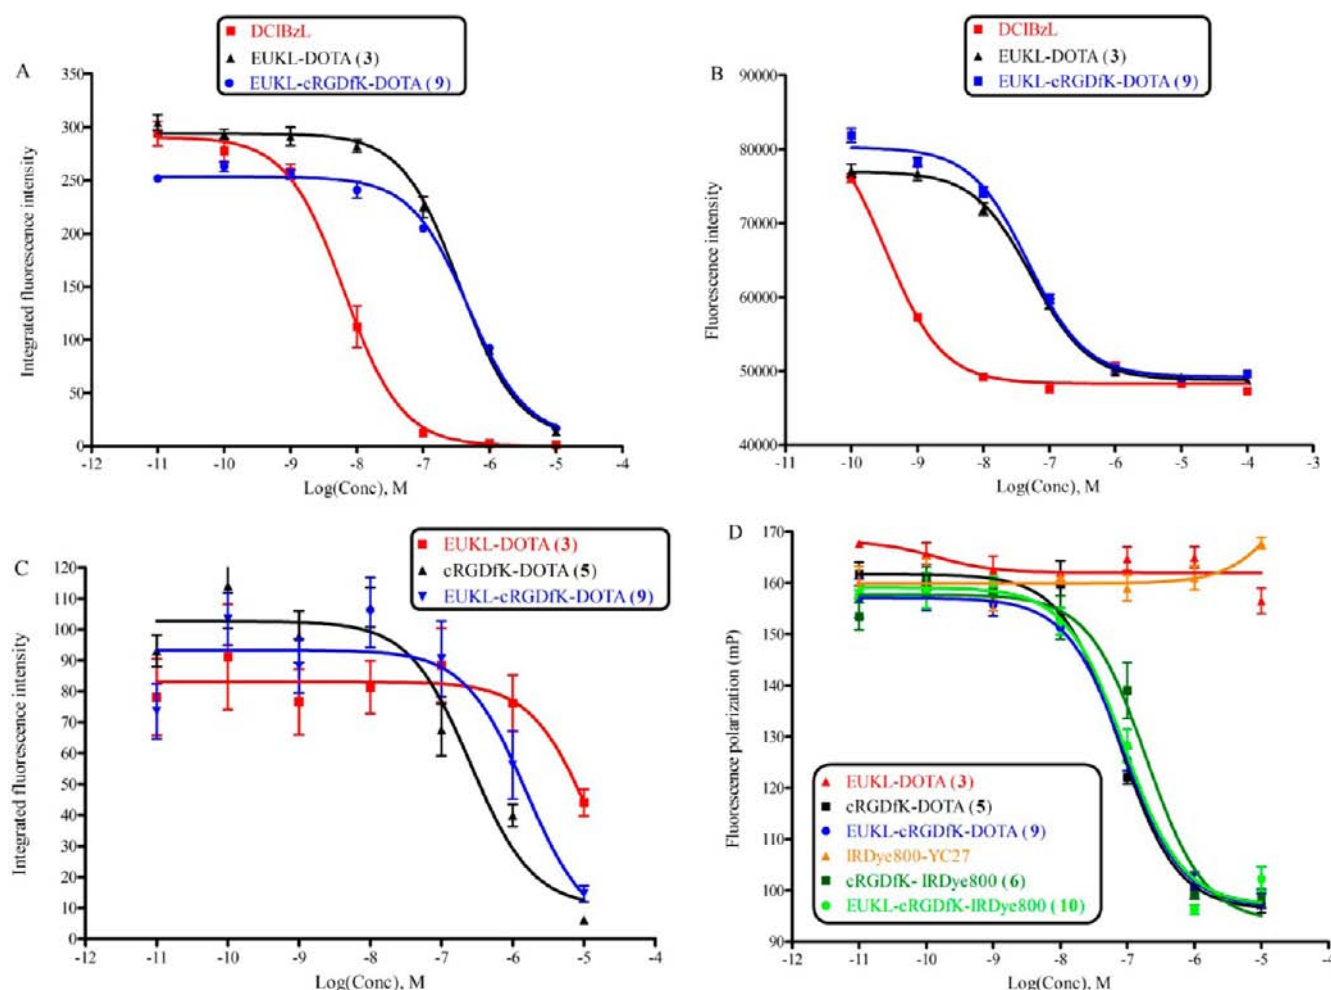 A
DCIBzL
EUKL-DOTA (3)
EUKL-cRGDfK-DOTA (9)
350
300
250
200
150
100
50
0
Integrated fluorescence intensity
-12 -11 -10 -9 -8 -7 -6 -5 -4
Log(Conc), M
B
DCIBzL
EUKL-DOTA (3)
EUKL-cRGDfK-DOTA (9)
90000
80000
70000
60000
50000
40000
Fluorescence intensity
-11 -10 -9 -8 -7 -6 -5 -4 -3
Log(Conc), M
C
EUKL-DOTA (3)
cRGDfK-DOTA (5)
EUKL-cRGDfK-DOTA (9)
120
110
100
90
80
70
60
50
40
30
20
10
0
Integrated fluorescence intensity
-12 -11 -10 -9 -8 -7 -6 -5 -4
Log(Conc), M
D
170
160
150
140
130
120
110
100
90
Fluorescence polarization (mP)
EUKL-DOTA (3)
cRGDfK-DOTA (5)
EUKL-cRGDfK-DOTA (9)
IRDye800-YC27
cRGDfK- IRDye800 (6)
EUKL-cRGDfK-IRDye800 (10)
-12 -11 -10 -9 -8 -7 -6 -5 -4
Log(Conc), M